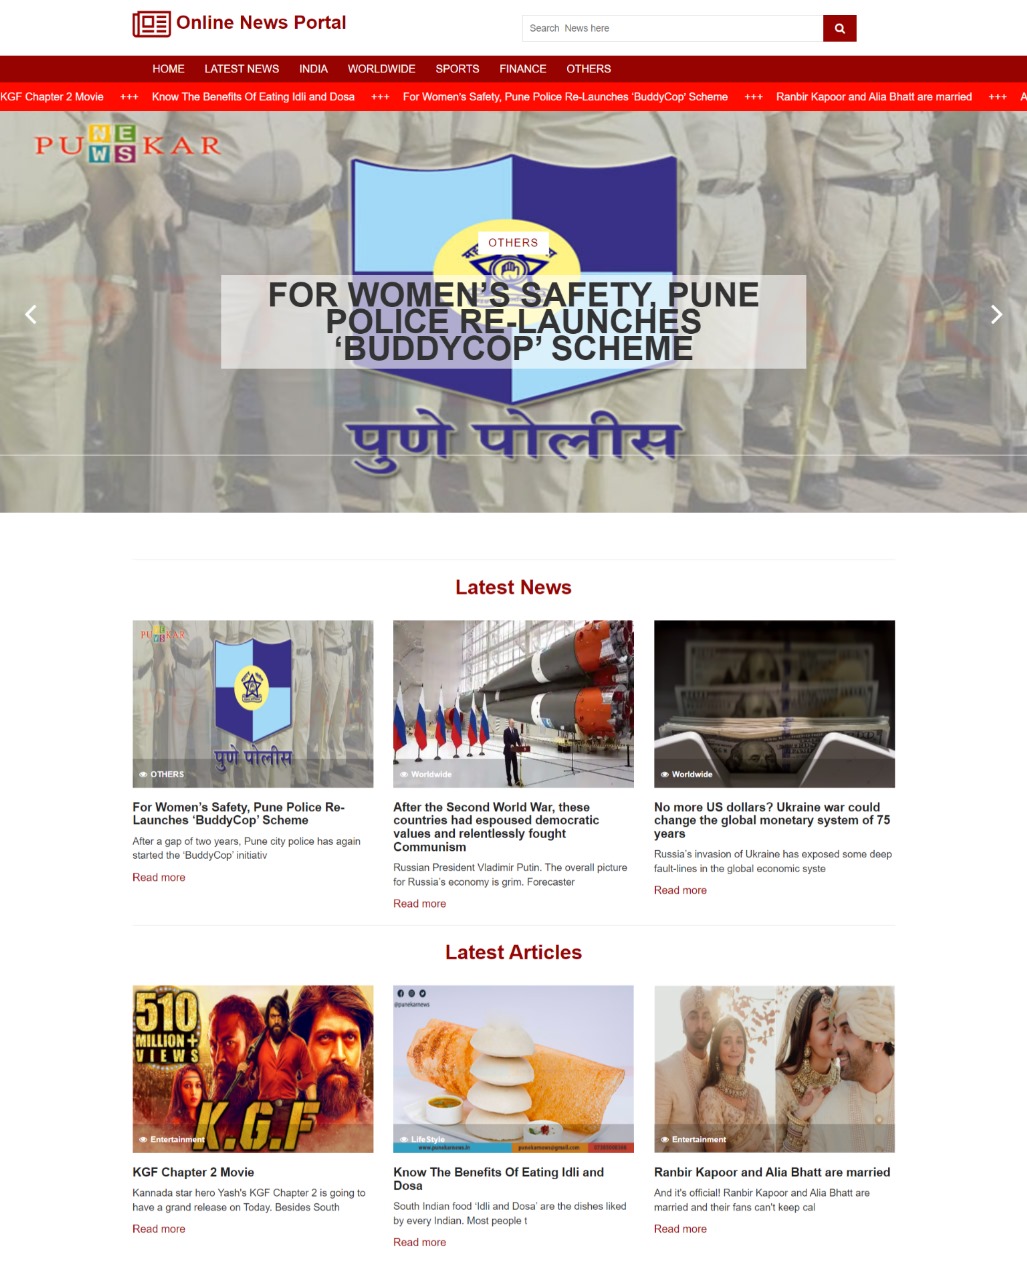 Online News Portal
Search News here
HOME LATEST NEWS INDIA WORLDWIDE SPORTS FINANCE OTHERS
KGF Chapter 2 Movie +++ Know The Benefits Of Eating Idli and Dosa +++ For Women's Safety, Pune Police Re-Launches 'BuddyCop' Scheme +++ Ranbir Kapoor and Alia Bhatt are married +++ A
PUNEKAR NEWS
OTHERS
FOR WOMEN'S SAFETY, PUNE
POLICE RE-LAUNCHES
'BUDDYCOP' SCHEME
पुणे पोलीस
Latest News
PUNEKAR NEWS
पुणे पोलीस
OTHERS
Worldwide
Worldwide
For Women's Safety, Pune Police Re-
Launches 'BuddyCop' Scheme
After a gap of two years, Pune city police has again
started the 'BuddyCop' initiativ
Read more
After the Second World War, these
countries had espoused democratic
values and relentlessly fought
Communism
Russian President Vladimir Putin. The overall picture
for Russia's economy is grim. Forecaster
Read more
No more US dollars? Ukraine war could
change the global monetary system of 75
years
Russia's invasion of Ukraine has exposed some deep
fault-lines in the global economic syste
Read more
Latest Articles
510
MILLION+
VIEWS
K.G.F
Entertainment
@punekarnews
LifeStyle
www.punekarnews.in punekarnews@gmail.com
Entertainment
KGF Chapter 2 Movie
Kannada star hero Yash's KGF Chapter 2 is going to
have a grand release on Today. Besides South
Read more
Know The Benefits Of Eating Idli and
Dosa
South Indian food 'Idli and Dosa' are the dishes liked
by every Indian. Most people t
Read more
Ranbir Kapoor and Alia Bhatt are married
And it's official! Ranbir Kapoor and Alia Bhatt are
married and their fans can't keep cal
Read more